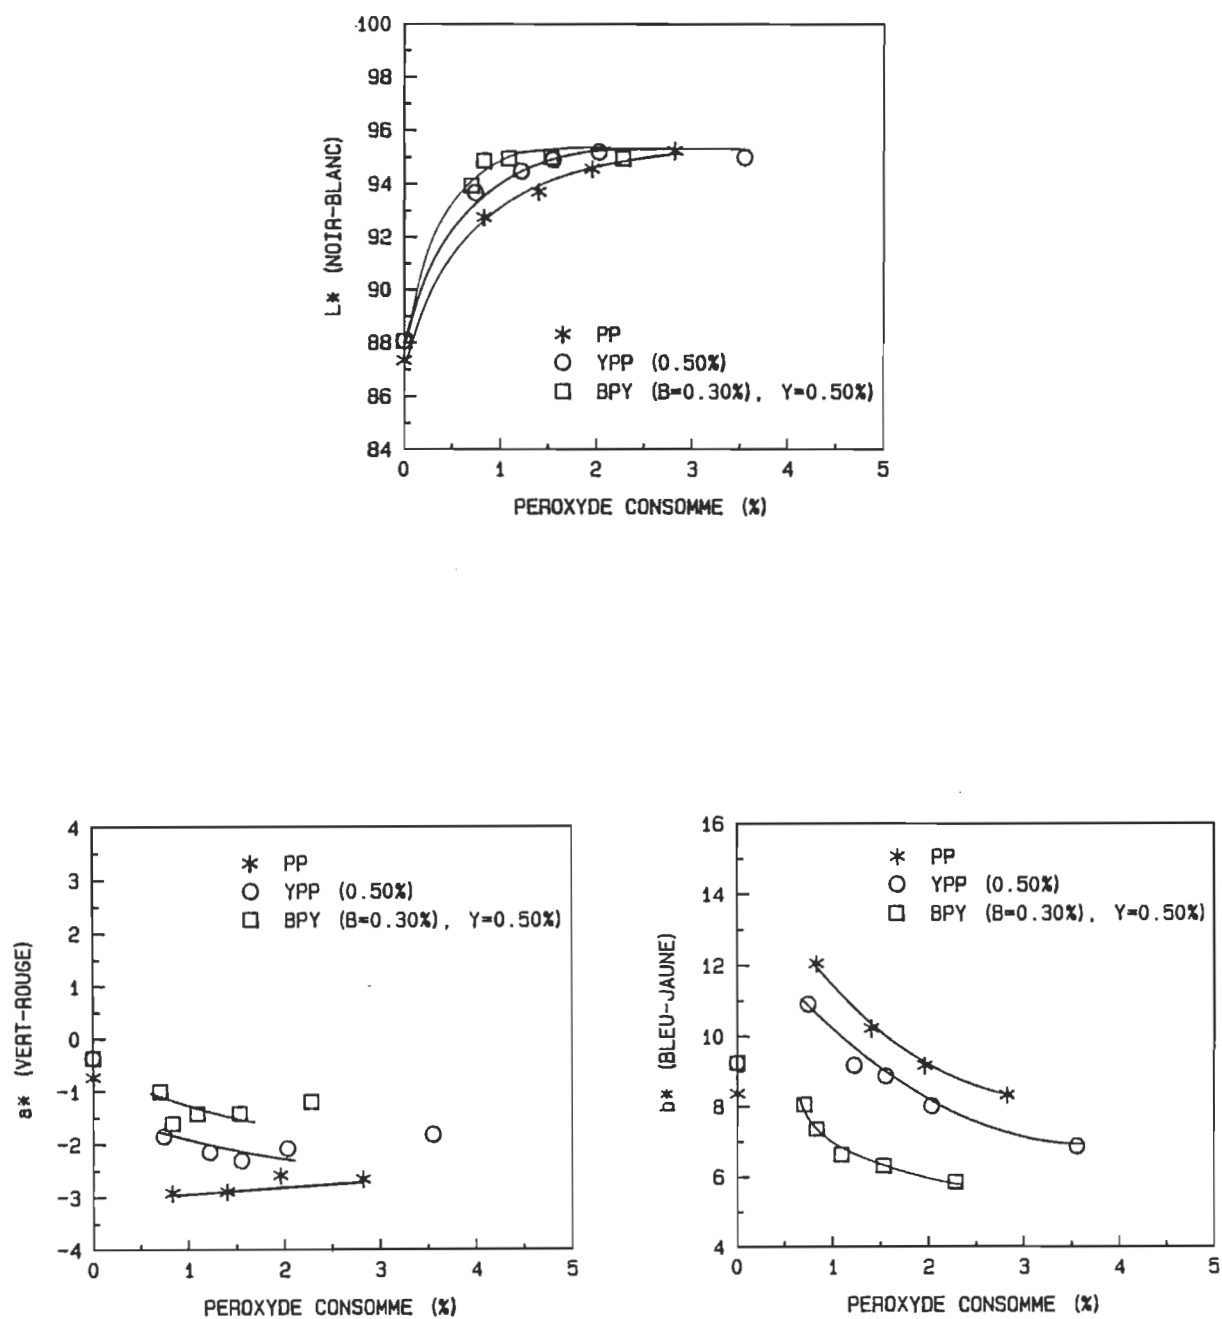 100
98
96
94
92
90
88
86
84
L* (NOIR-BLANC)
* PP
○ YPP (0.50%)
□ BPY (B=0.30%), Y=0.50%)
0 1 2 3 4 5
PEROXYDE CONSOMME (%)
4
3
2
1
0
-1
-2
-3
-4
a* (VERT-ROUGE)
* PP
○ YPP (0.50%)
□ BPY (B=0.30%), Y=0.50%)
0 1 2 3 4 5
PEROXYDE CONSOMME (%)
16
14
12
10
8
6
4
b* (BLEU-JAUNE)
* PP
○ YPP (0.50%)
□ BPY (B=0.30%), Y=0.50%)
0 1 2 3 4 5
PEROXYDE CONSOMME (%)